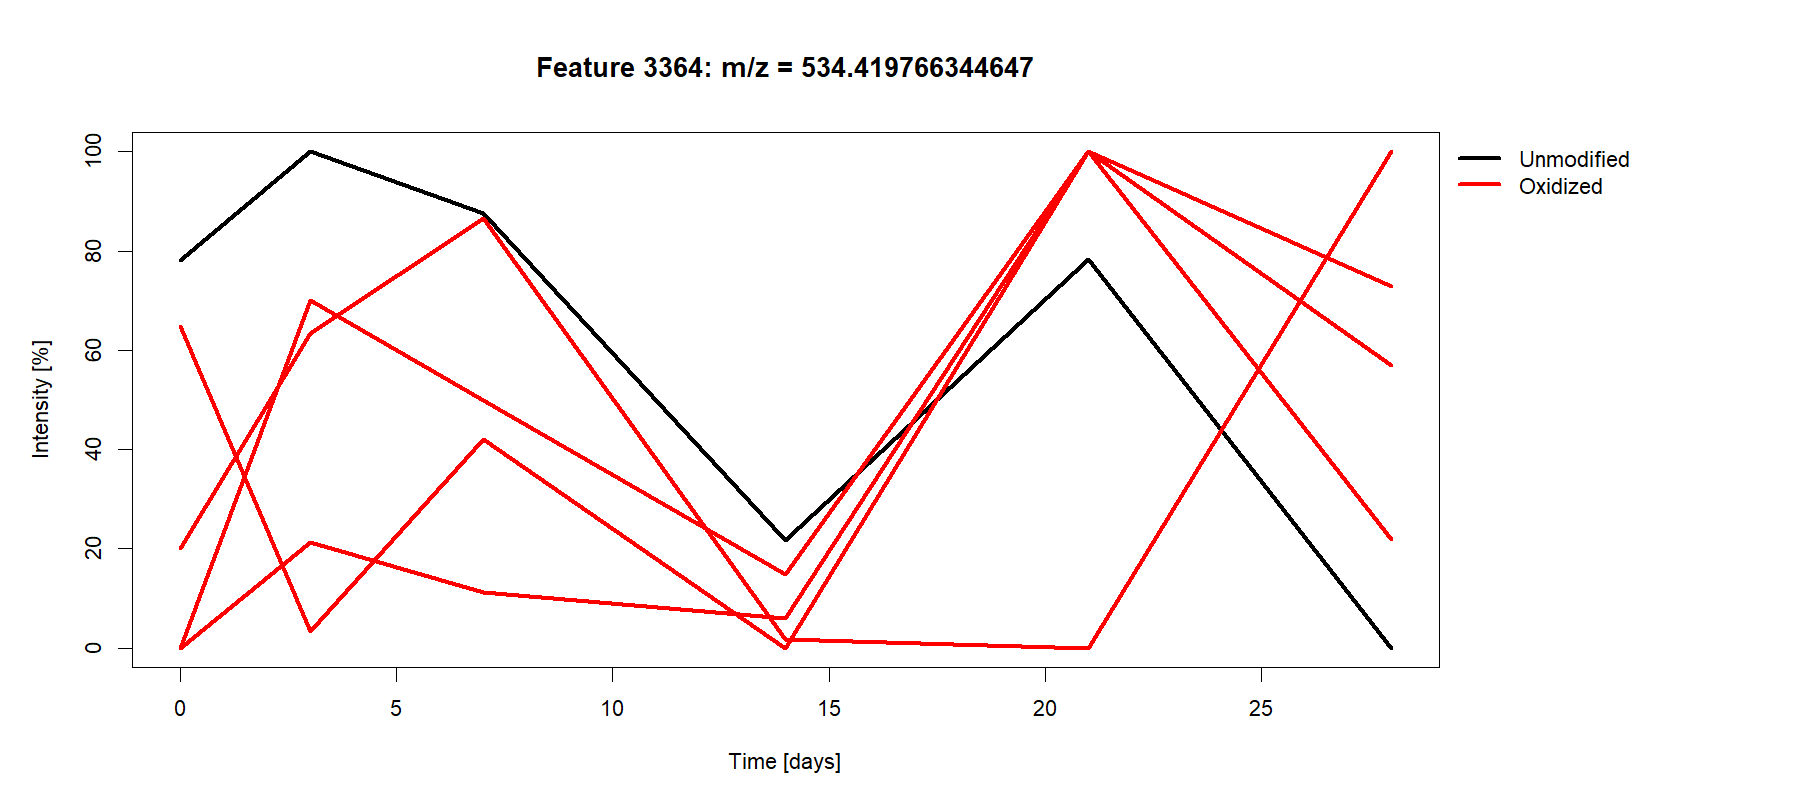 Feature 3364: m/z = 534.419766344647
Unmodified
Oxidized
Intensity [%]
100
80
60
40
20
0
0 5 10 15 20 25
Time [days]